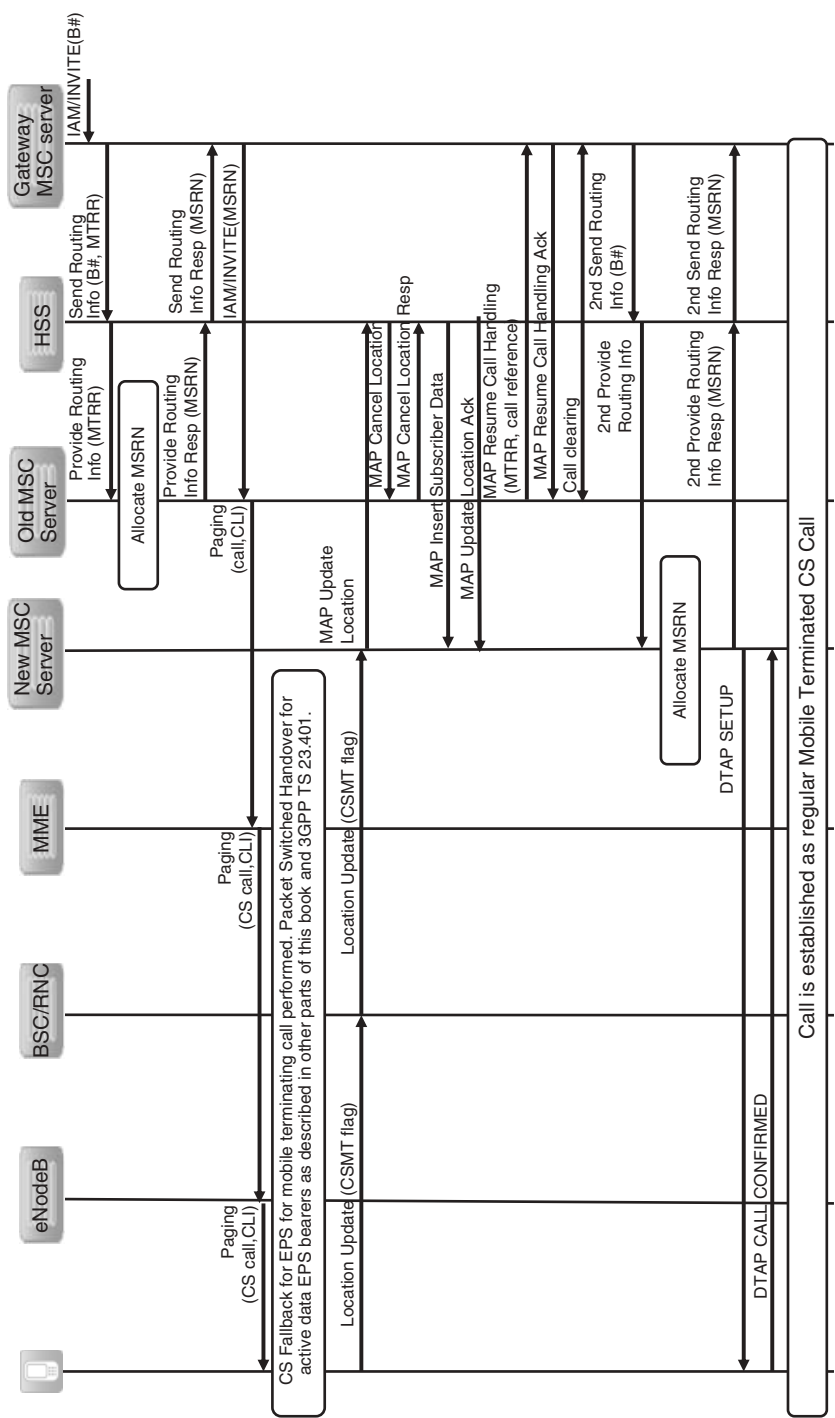 eNodeB
BSC/RNC
MME
New MSC
Server
Old MSC
Server
HSS
Gateway
MSC server
IAM/INVITE(B#)
Send Routing
Info (B#, MTRR)
Provide Routing
Info (MTRR)
Allocate MSRN
Provide Routing
Info Resp (MSRN)
Send Routing
Info Resp (MSRN)
IAM/INVITE(MSRN)
Paging
(call,CLI)
Paging
(CS call,CLI)
Paging
(CS call,CLI)
CS Fallback for EPS for mobile terminating call performed. Packet Switched Handover for
active data EPS bearers as described in other parts of this book and 3GPP TS 23.401.
Location Update (CSMT flag)
Location Update (CSMT flag)
MAP Update
Location
MAP Cancel Location
MAP Cancel Location Resp
MAP Insert Subscriber Data
MAP Update Location Ack
MAP Resume Call Handling
(MTRR, call reference)
MAP Resume Call Handling Ack
Call clearing
2nd Send Routing
Info (B#)
2nd Provide
Routing Info
Allocate MSRN
2nd Provide Routing
Info Resp (MSRN)
2nd Send Routing
Info Resp (MSRN)
DTAP SETUP
DTAP CALL CONFIRMED
Call is established as regular Mobile Terminated CS Call